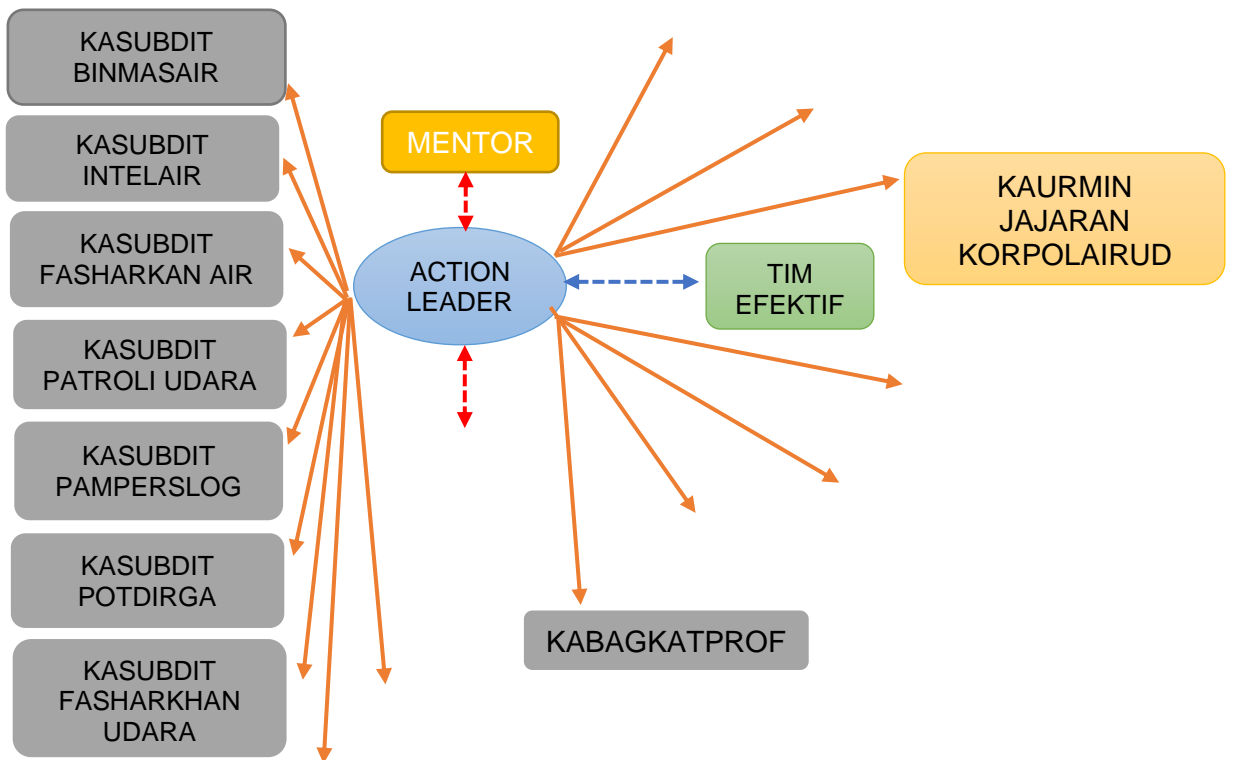 KASUBDIT
BINMASAIR
KASUBDIT
INTELAIR
KASUBDIT
FASHARKAN AIR
KASUBDIT
PATROLI UDARA
KASUBDIT
PAMPERSLOG
KASUBDIT
POTDIRGA
KASUBDIT
FASHARKHAN
UDARA
MENTOR
ACTION
LEADER
TIM
EFEKTIF
KAURMIN
JAJARAN
KORPOLAIRUD
KABAGKATPROF